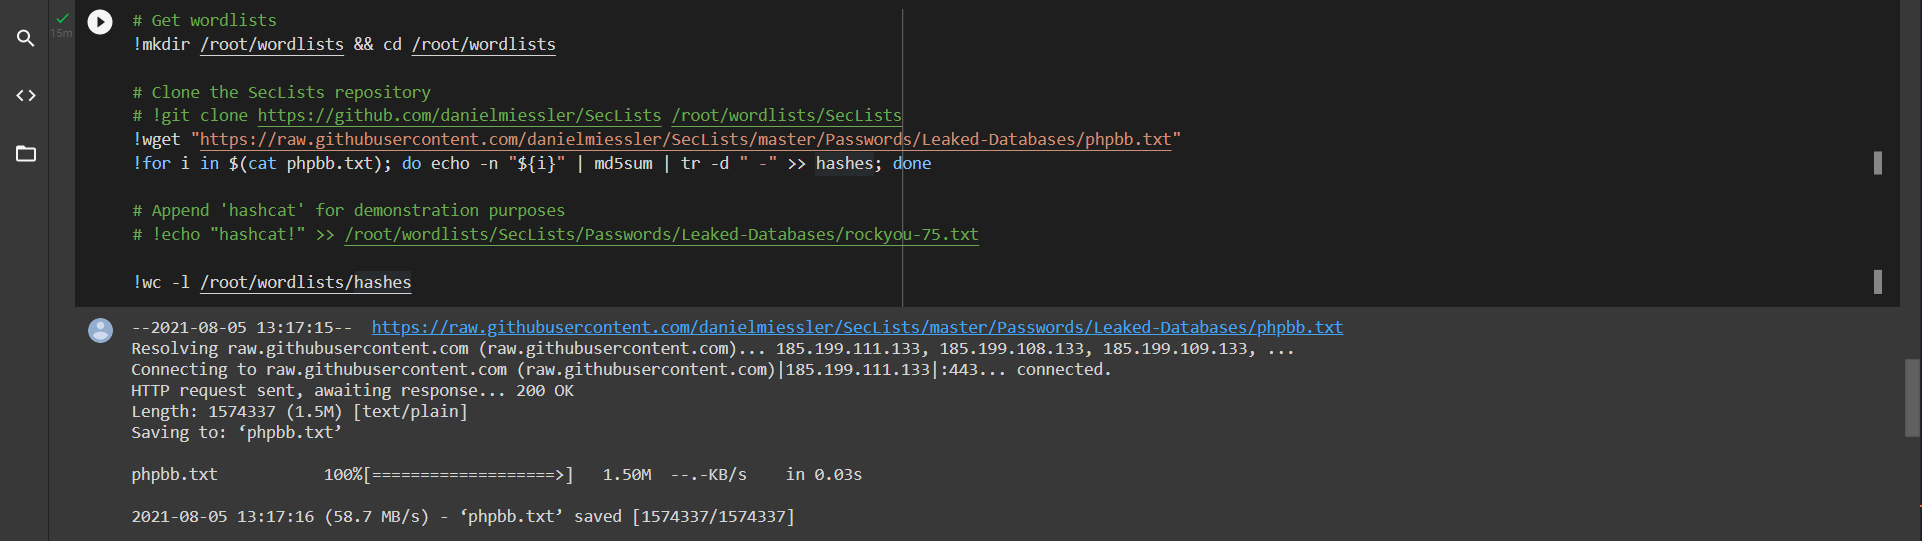 15m
# Get wordlists
!mkdir /root/wordlists && cd /root/wordlists
# Clone the SecLists repository
# !git clone https://github.com/danielmiessler/SecLists /root/wordlists/SecLists
!wget "https://raw.githubusercontent.com/danielmiessler/SecLists/master/Passwords/Leaked-Databases/phpbb.txt"
!for i in $(cat phpbb.txt); do echo -n "${i}" | md5sum | tr -d " -" >> hashes; done
# Append 'hashcat' for demonstration purposes
# !echo "hashcat!" >> /root/wordlists/SecLists/Passwords/Leaked-Databases/rockyou-75.txt
!wc -l /root/wordlists/hashes
--2021-08-05 13:17:15--  https://raw.githubusercontent.com/danielmiessler/SecLists/master/Passwords/Leaked-Databases/phpbb.txt
Resolving raw.githubusercontent.com (raw.githubusercontent.com)... 185.199.111.133, 185.199.108.133, 185.199.109.133, ...
Connecting to raw.githubusercontent.com (raw.githubusercontent.com)|185.199.111.133|:443... connected.
HTTP request sent, awaiting response... 200 OK
Length: 1574337 (1.5M) [text/plain]
Saving to: ‘phpbb.txt’
phpbb.txt           100%[===================>]   1.50M  --.-KB/s    in 0.03s
2021-08-05 13:17:16 (58.7 MB/s) - ‘phpbb.txt’ saved [1574337/1574337]